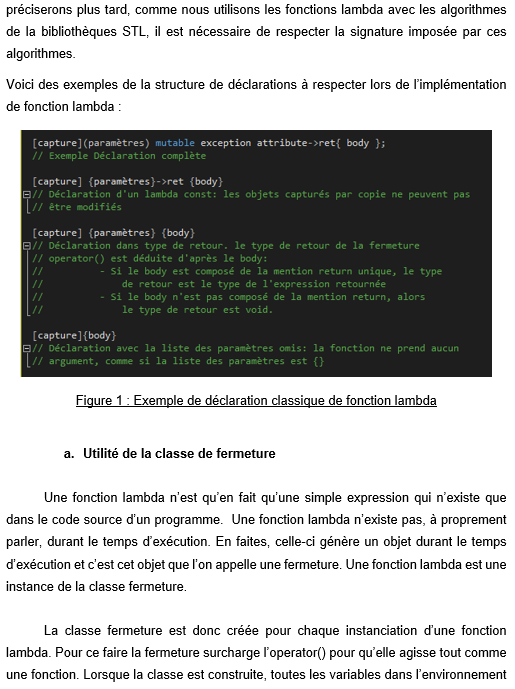 préciserons plus tard, comme nous utilisons les fonctions lambda avec les algorithmes
de la bibliothèques STL, il est nécessaire de respecter la signature imposée par ces
algorithmes.
Voici des exemples de la structure de déclarations à respecter lors de l'implémentation
de fonction lambda :
[capture](paramètres) mutable exception attribute->ret{ body };
// Exemple Déclaration complète
[capture] {paramètres}->ret {body}
// Déclaration d'un lambda const: les objets capturés par copie ne peuvent pas
// être modifiés
[capture] {paramètres} {body}
// Déclaration dans type de retour. le type de retour de la fermeture
// operator() est déduite d'après le body:
// - Si le body est composé de la mention return unique, le type
// de retour est le type de l'expression retournée
// - Si le body n'est pas composé de la mention return, alors
// le type de retour est void.
[capture]{body}
// Déclaration avec la liste des paramètres omis: la fonction ne prend aucun
// argument, comme si la liste des paramètres est {}
Figure 1 : Exemple de déclaration classique de fonction lambda
a. Utilité de la classe de fermeture
Une fonction lambda n'est qu'en fait qu'une simple expression qui n'existe que
dans le code source d'un programme. Une fonction lambda n'existe pas, à proprement
parler, durant le temps d'exécution. En faites, celle-ci génère un objet durant le temps
d'exécution et c'est cet objet que l'on appelle une fermeture. Une fonction lambda est une
instance de la classe fermeture.
La classe fermeture est donc créée pour chaque instanciation d'une fonction
lambda. Pour ce faire la fermeture surcharge l'operator() pour qu'elle agisse tout comme
une fonction. Lorsque la classe est construite, toutes les variables dans l'environnement